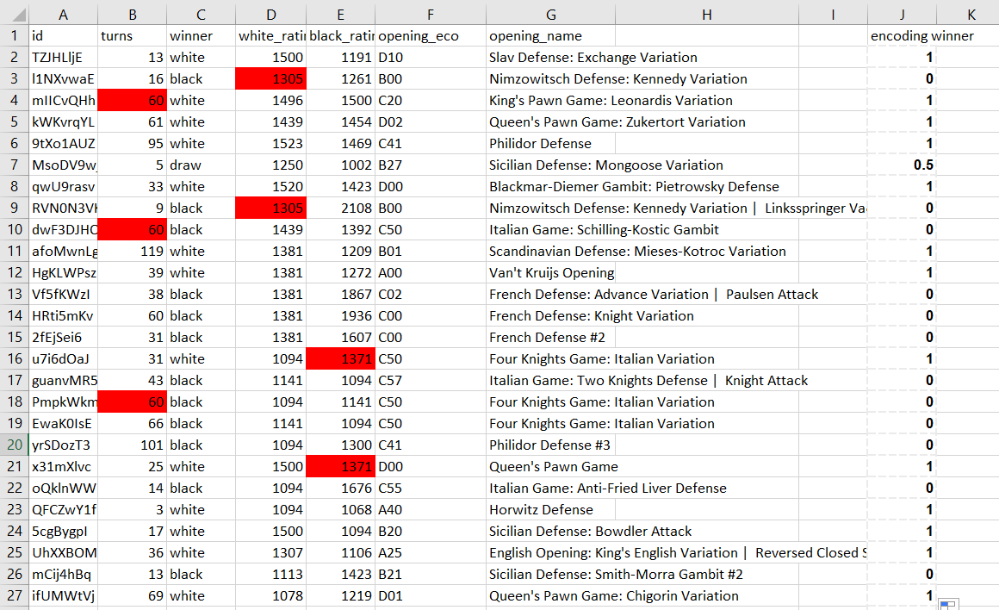 A B C D E F G H I J K
1 id turns winner white_ratir black_ratir opening_eco opening_name encoding winner
2 TZJHLljE 13 white 1500 1191 D10 Slav Defense: Exchange Variation 1
3 l1NXvwaE 16 black 1305 1261 B00 Nimzowitsch Defense: Kennedy Variation 0
4 mIICvQHh 60 white 1496 1500 C20 King's Pawn Game: Leonardis Variation 1
5 kWKvrqYL 61 white 1439 1454 D02 Queen's Pawn Game: Zukertort Variation 1
6 9tXo1AUZ 95 white 1523 1469 C41 Philidor Defense 1
7 MsoDV9w 5 draw 1250 1002 B27 Sicilian Defense: Mongoose Variation 0.5
8 qwU9rasv 33 white 1520 1423 D00 Blackmar-Diemer Gambit: Pietrowsky Defense 1
9 RVN0N3VK 9 black 1305 2108 B00 Nimzowitsch Defense: Kennedy Variation | Linksspringer Va 0
10 dwF3DJHO 60 black 1439 1392 C50 Italian Game: Schilling-Kostic Gambit 0
11 afoMwnLg 119 white 1381 1209 B01 Scandinavian Defense: Mieses-Kotroc Variation 1
12 HgKLWPsz 39 white 1381 1272 A00 Van't Kruijs Opening 1
13 Vf5fKWzI 38 black 1381 1867 C02 French Defense: Advance Variation | Paulsen Attack 0
14 HRti5mKv 60 black 1381 1936 C00 French Defense: Knight Variation 0
15 2fEjSei6 31 black 1381 1607 C00 French Defense #2 0
16 u7i6dOaJ 31 white 1094 1371 C50 Four Knights Game: Italian Variation 1
17 guanvMR5 43 black 1141 1094 C57 Italian Game: Two Knights Defense | Knight Attack 0
18 PmpkWkm 60 black 1094 1141 C50 Four Knights Game: Italian Variation 0
19 EwaK0IsE 66 black 1141 1094 C50 Four Knights Game: Italian Variation 0
20 yrSDozT3 101 black 1094 1300 C41 Philidor Defense #3 0
21 x31mXlvc 25 white 1500 1371 D00 Queen's Pawn Game 1
22 oQklnWW 14 black 1094 1676 C55 Italian Game: Anti-Fried Liver Defense 0
23 QFCZwY1f 3 white 1094 1068 A40 Horwitz Defense 1
24 5cgBygpI 17 white 1500 1094 B20 Sicilian Defense: Bowdler Attack 1
25 UhXXBOM 36 white 1307 1106 A25 English Opening: King's English Variation | Reversed Closed S 1
26 mCij4hBq 13 black 1113 1423 B21 Sicilian Defense: Smith-Morra Gambit #2 0
27 ifUMWtVj 69 white 1078 1219 D01 Queen's Pawn Game: Chigorin Variation 1